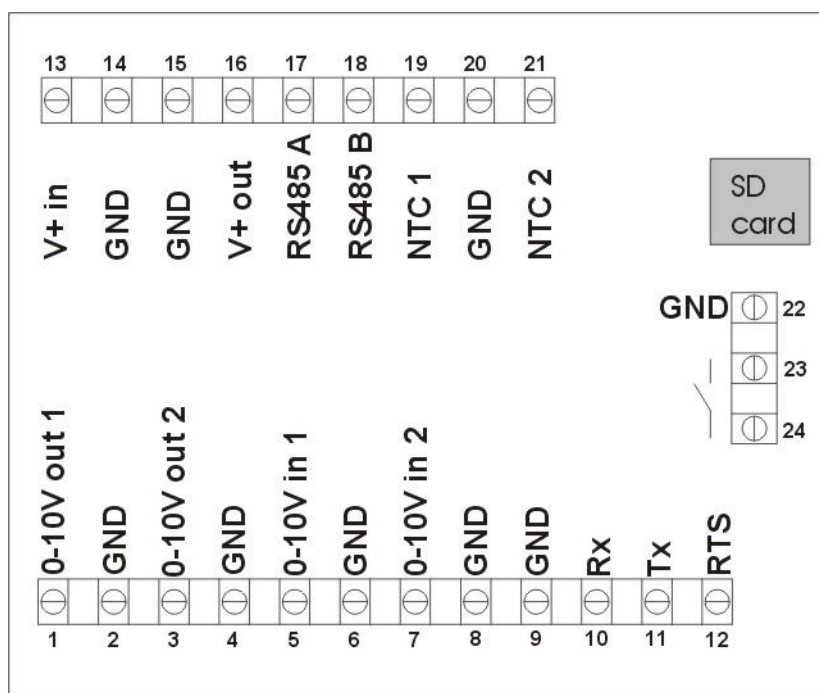 13 14 15 16 17 18 19 20 21
V+ in
GND
GND
V+ out
RS485 A
RS485 B
NTC 1
GND
NTC 2
SD
card
GND 22
23
24
0-10V out 1
GND
0-10V out 2
GND
0-10V in 1
GND
0-10V in 2
GND
GND
Rx
Tx
RTS
1 2 3 4 5 6 7 8 9 10 11 12